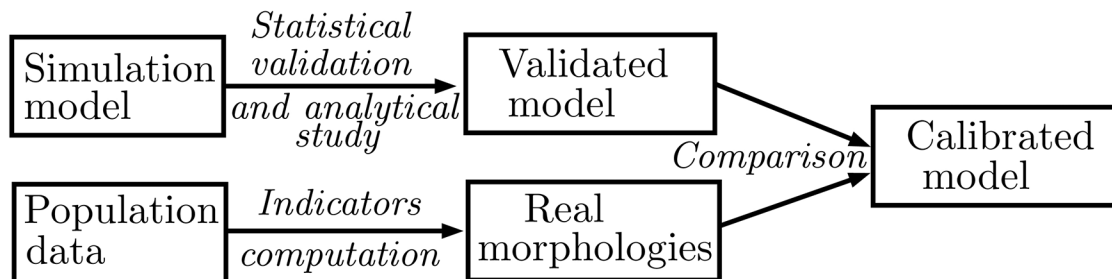 Simulation
model
Statistical
validation
and analytical
study
Validated
model
Population
data
Indicators
computation
Real
morphologies
Comparison
Calibrated
model